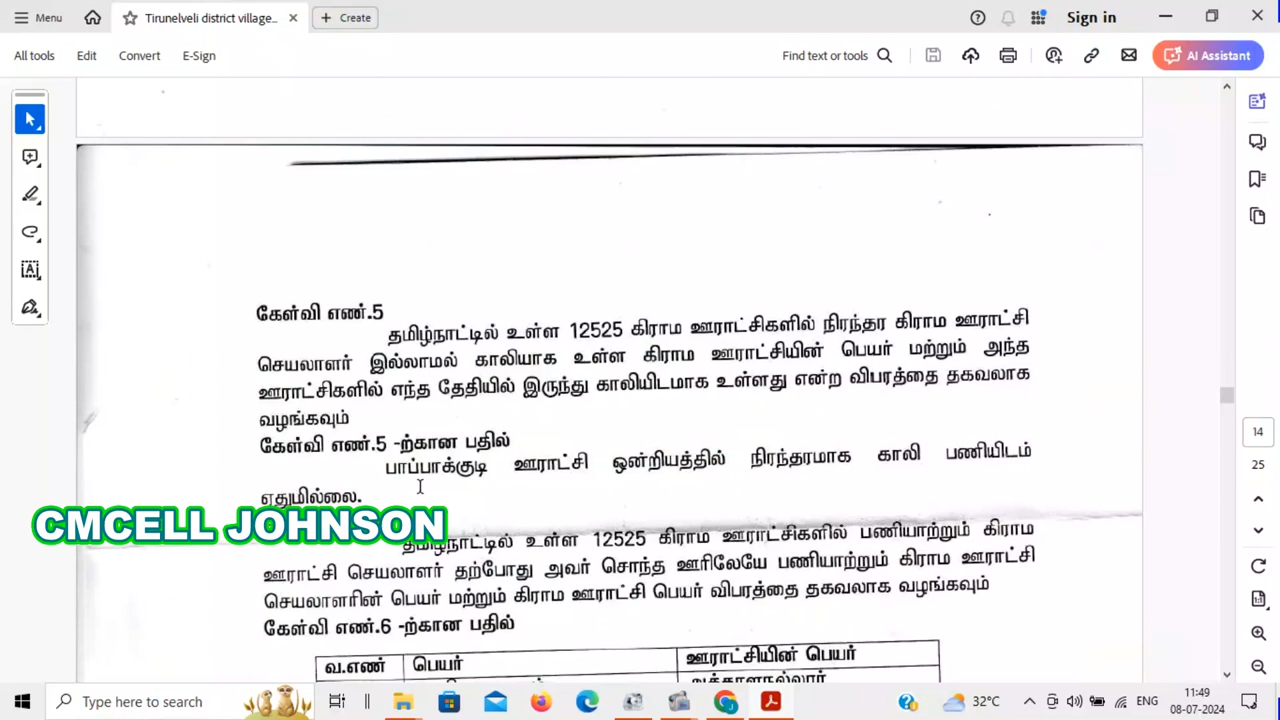 Menu
Tirunelveli district village...
Create
Sign in
All tools
Edit
Convert
E-Sign
Find text or tools
AI Assistant
கேள்வி எண்.5
தமிழ்நாட்டில் உள்ள 12525 கிராம ஊராட்சிகளில் நிரந்தர கிராம ஊராட்சி
செயலாளர் இல்லாமல் காலியாக உள்ள கிராம ஊராட்சியின் பெயர் மற்றும் அந்த
ஊராட்சிகளில் எந்த தேதியில் இருந்து காலியிடமாக உள்ளது என்ற விபரத்தை தகவலாக
வழங்கவும்
கேள்வி எண்.5 -ற்கான பதில்
பாப்பாக்குடி ஊராட்சி ஒன்றியத்தில் நிரந்தரமாக காலி பணியிடம்
ஏதுமில்லை.
CMCELL JOHNSON
தமிழ்நாட்டில் உள்ள 12525 கிராம ஊராட்சிகளில் பணியாற்றும் கிராம
ஊராட்சி செயலாளர் தற்போது அவர் சொந்த ஊரிலேயே பணியாற்றும் கிராம ஊராட்சி
செயலாளரின் பெயர் மற்றும் கிராம ஊராட்சி பெயர் விபரத்தை தகவலாக வழங்கவும்
கேள்வி எண்.6 -ற்கான பதில்
வ.எண் பெயர் ஊராட்சியின் பெயர்
14
25
Type here to search
32°C
ENG
11:49
08-07-2024